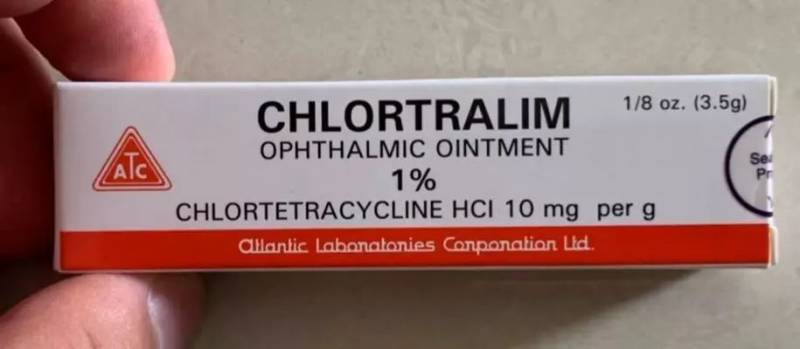 CHLORTRALIM
1/8 oz. (3.5g)
OPHTHALMIC OINTMENT
1%
CHLORTETRACYCLINE HCl 10 mg per g
ATC
Atlantic Laboratories Corporation Ltd.